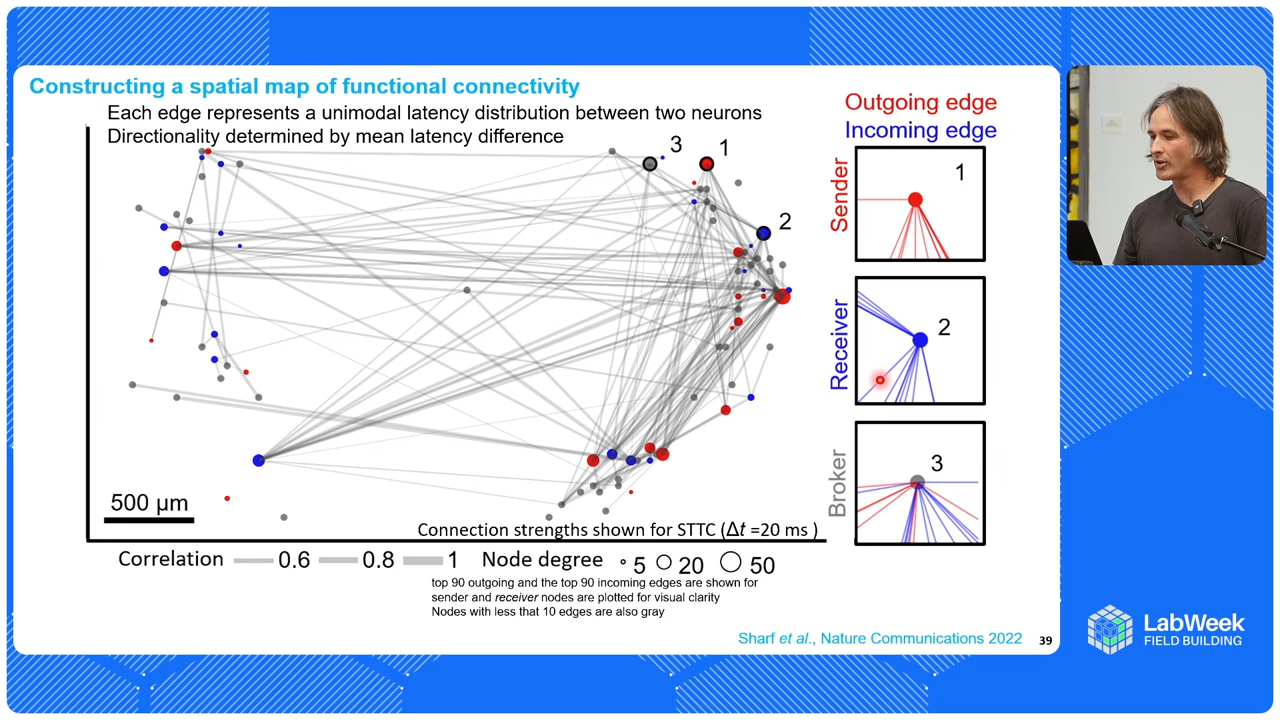 Constructing a spatial map of functional connectivity
Each edge represents a unimodal latency distribution between two neurons
Directionality determined by mean latency difference
3
1
2
500 µm
Connection strengths shown for STTC (Δt =20 ms )
Correlation 0.6 0.8 1 Node degree 5 20 50
top 90 outgoing and the top 90 incoming edges are shown for
sender and receiver nodes are plotted for visual clarity
Nodes with less that 10 edges are also gray
Outgoing edge
Incoming edge
Sender
1
Receiver
2
Broker
3
Sharf et al., Nature Communications 2022
39
LabWeek
FIELD BUILDING